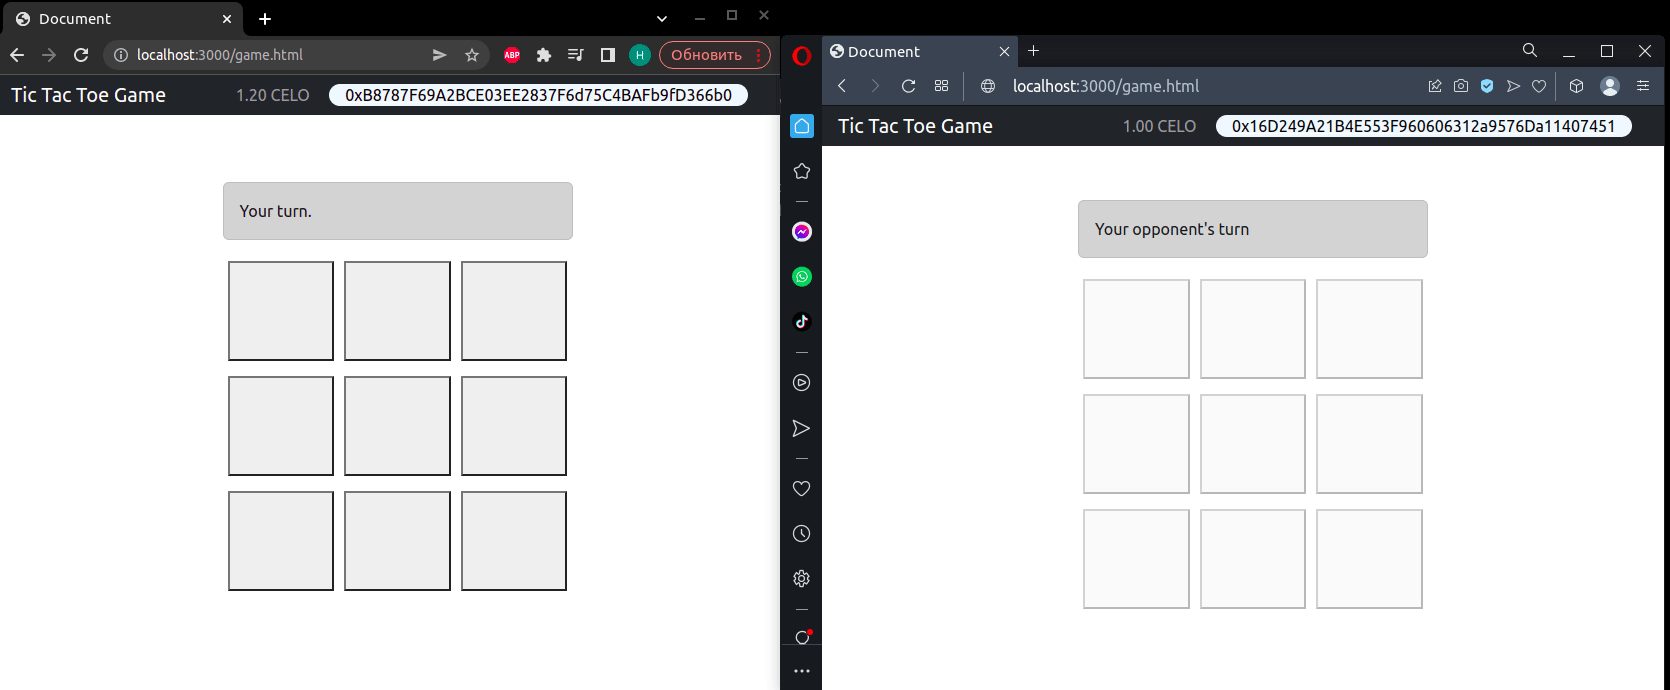 Document
localhost:3000/game.html
ABP
H
Обновить
Tic Tac Toe Game
1.20 CELO
0xB8787F69A2BCE03EE2837F6d75C4BAFb9fD366b0
Your turn.
Document
localhost:3000/game.html
Tic Tac Toe Game
1.00 CELO
0x16D249A21B4E553F960606312a9576Da11407451
Your opponent's turn